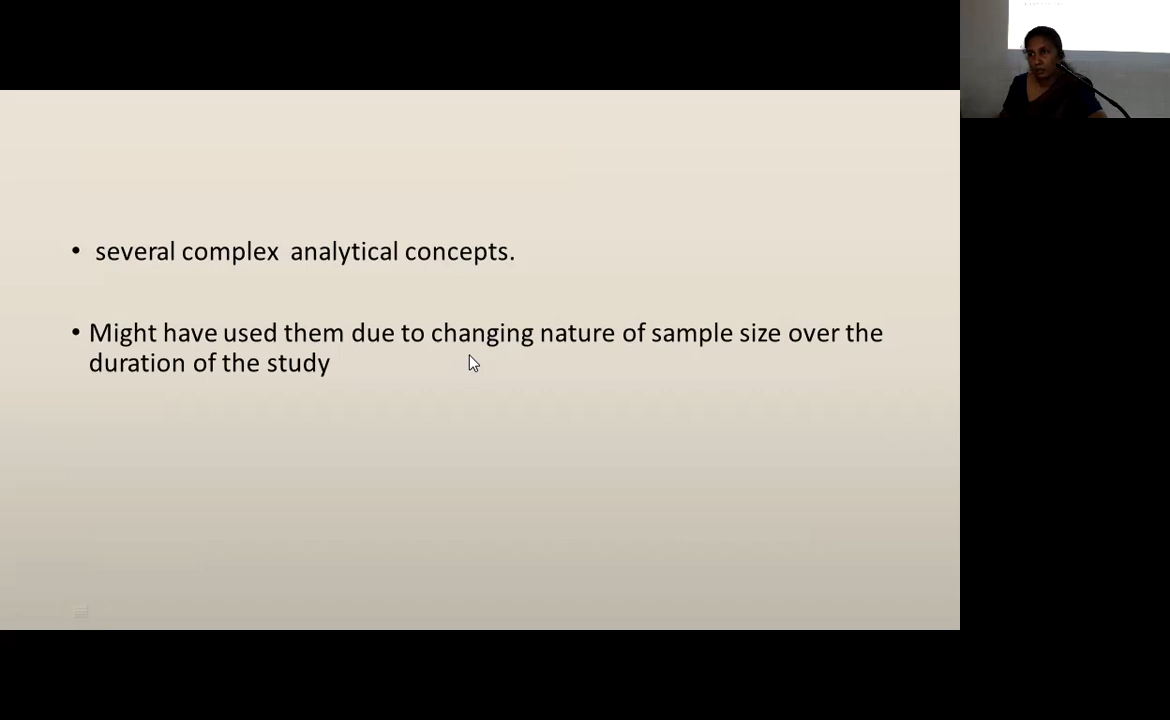 • several complex analytical concepts.
• Might have used them due to changing nature of sample size over the
duration of the study